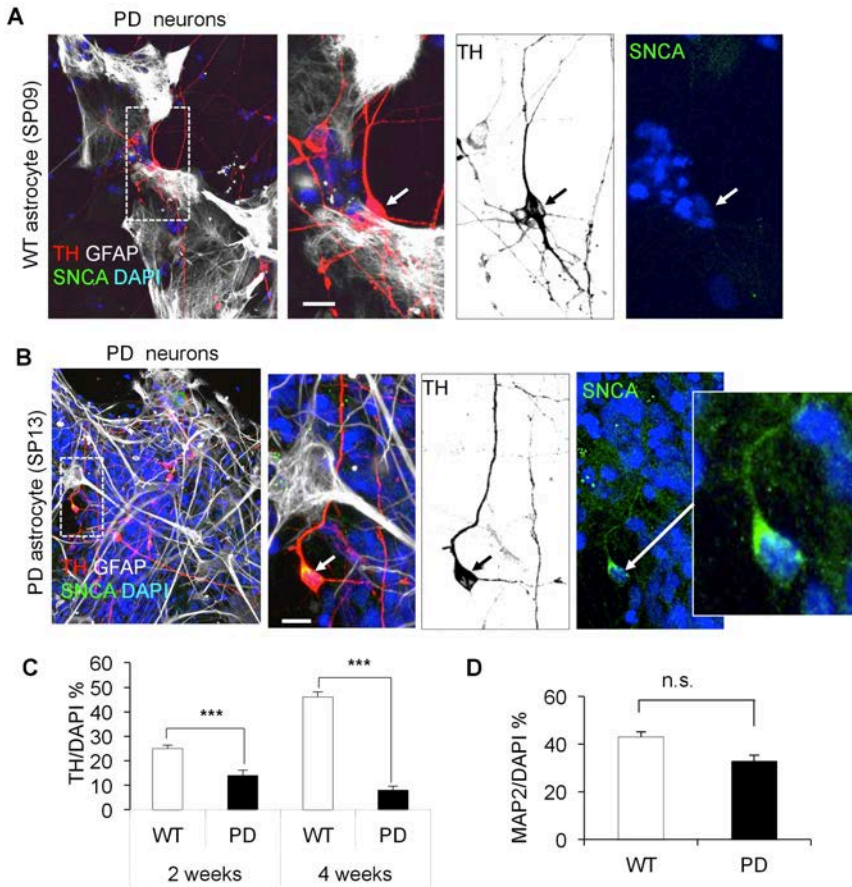 A
PD neurons
WT astrocyte (SP09)
TH GFAP
SNCA DAPI
TH
SNCA
B
PD neurons
PD astrocyte (SP13)
TH GFAP
SNCA DAPI
TH
SNCA
C
TH/DAPI %
60
50
40
30
20
10
0
***
***
WT PD WT PD
2 weeks 4 weeks
D
MAP2/DAPI %
60
40
20
0
n.s.
WT PD